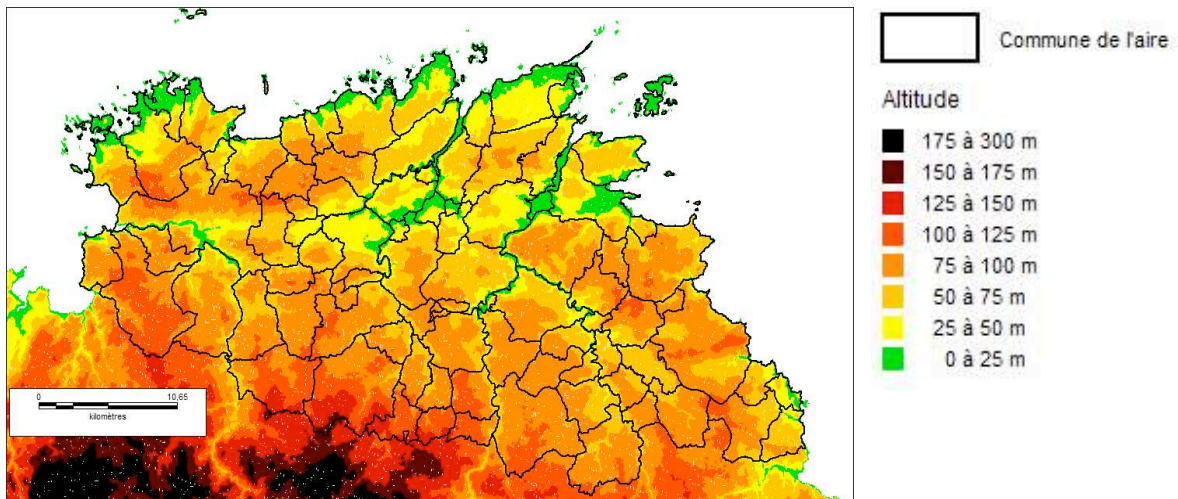 Commune de l'aire
Altitude
175 à 300 m
150 à 175 m
125 à 150 m
100 à 125 m
75 à 100 m
50 à 75 m
25 à 50 m
0 à 25 m
0 10,65
kilomètres